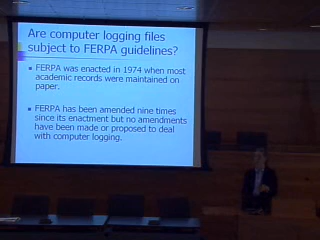 Are computer logging files
subject to FERPA guidelines?
FERPA was enacted in 1974 when most
academic records were maintained on
paper.
FERPA has been amended nine times
since its enactment but no amendments
have been made or proposed to deal
with computer logging.